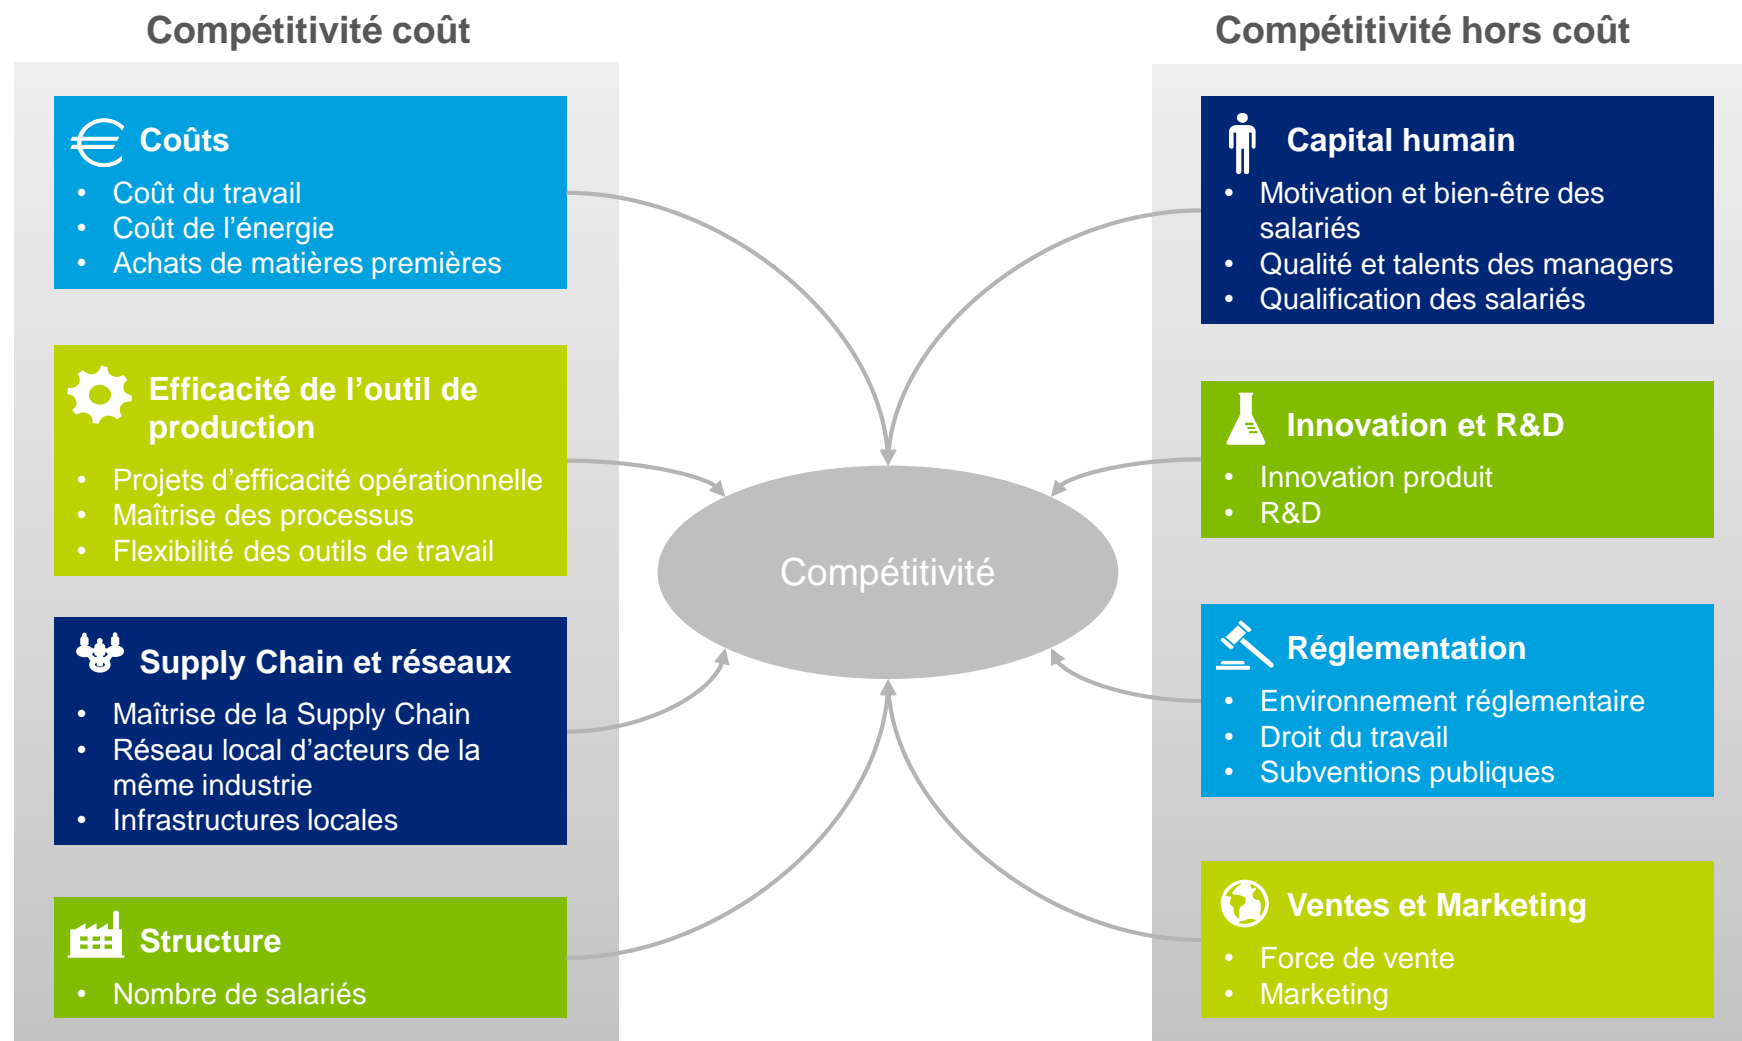 Compétitivité coût
Coûts
• Coût du travail
• Coût de l’énergie
• Achats de matières premières
Efficacité de l’outil de
production
• Projets d’efficacité opérationnelle
• Maîtrise des processus
• Flexibilité des outils de travail
Supply Chain et réseaux
• Maîtrise de la Supply Chain
• Réseau local d’acteurs de la
même industrie
• Infrastructures locales
Structure
• Nombre de salariés
Compétitivité
Compétitivité hors coût
Capital humain
• Motivation et bien-être des
salariés
• Qualité et talents des managers
• Qualification des salariés
Innovation et R&D
• Innovation produit
• R&D
Réglementation
• Environnement réglementaire
• Droit du travail
• Subventions publiques
Ventes et Marketing
• Force de vente
• Marketing